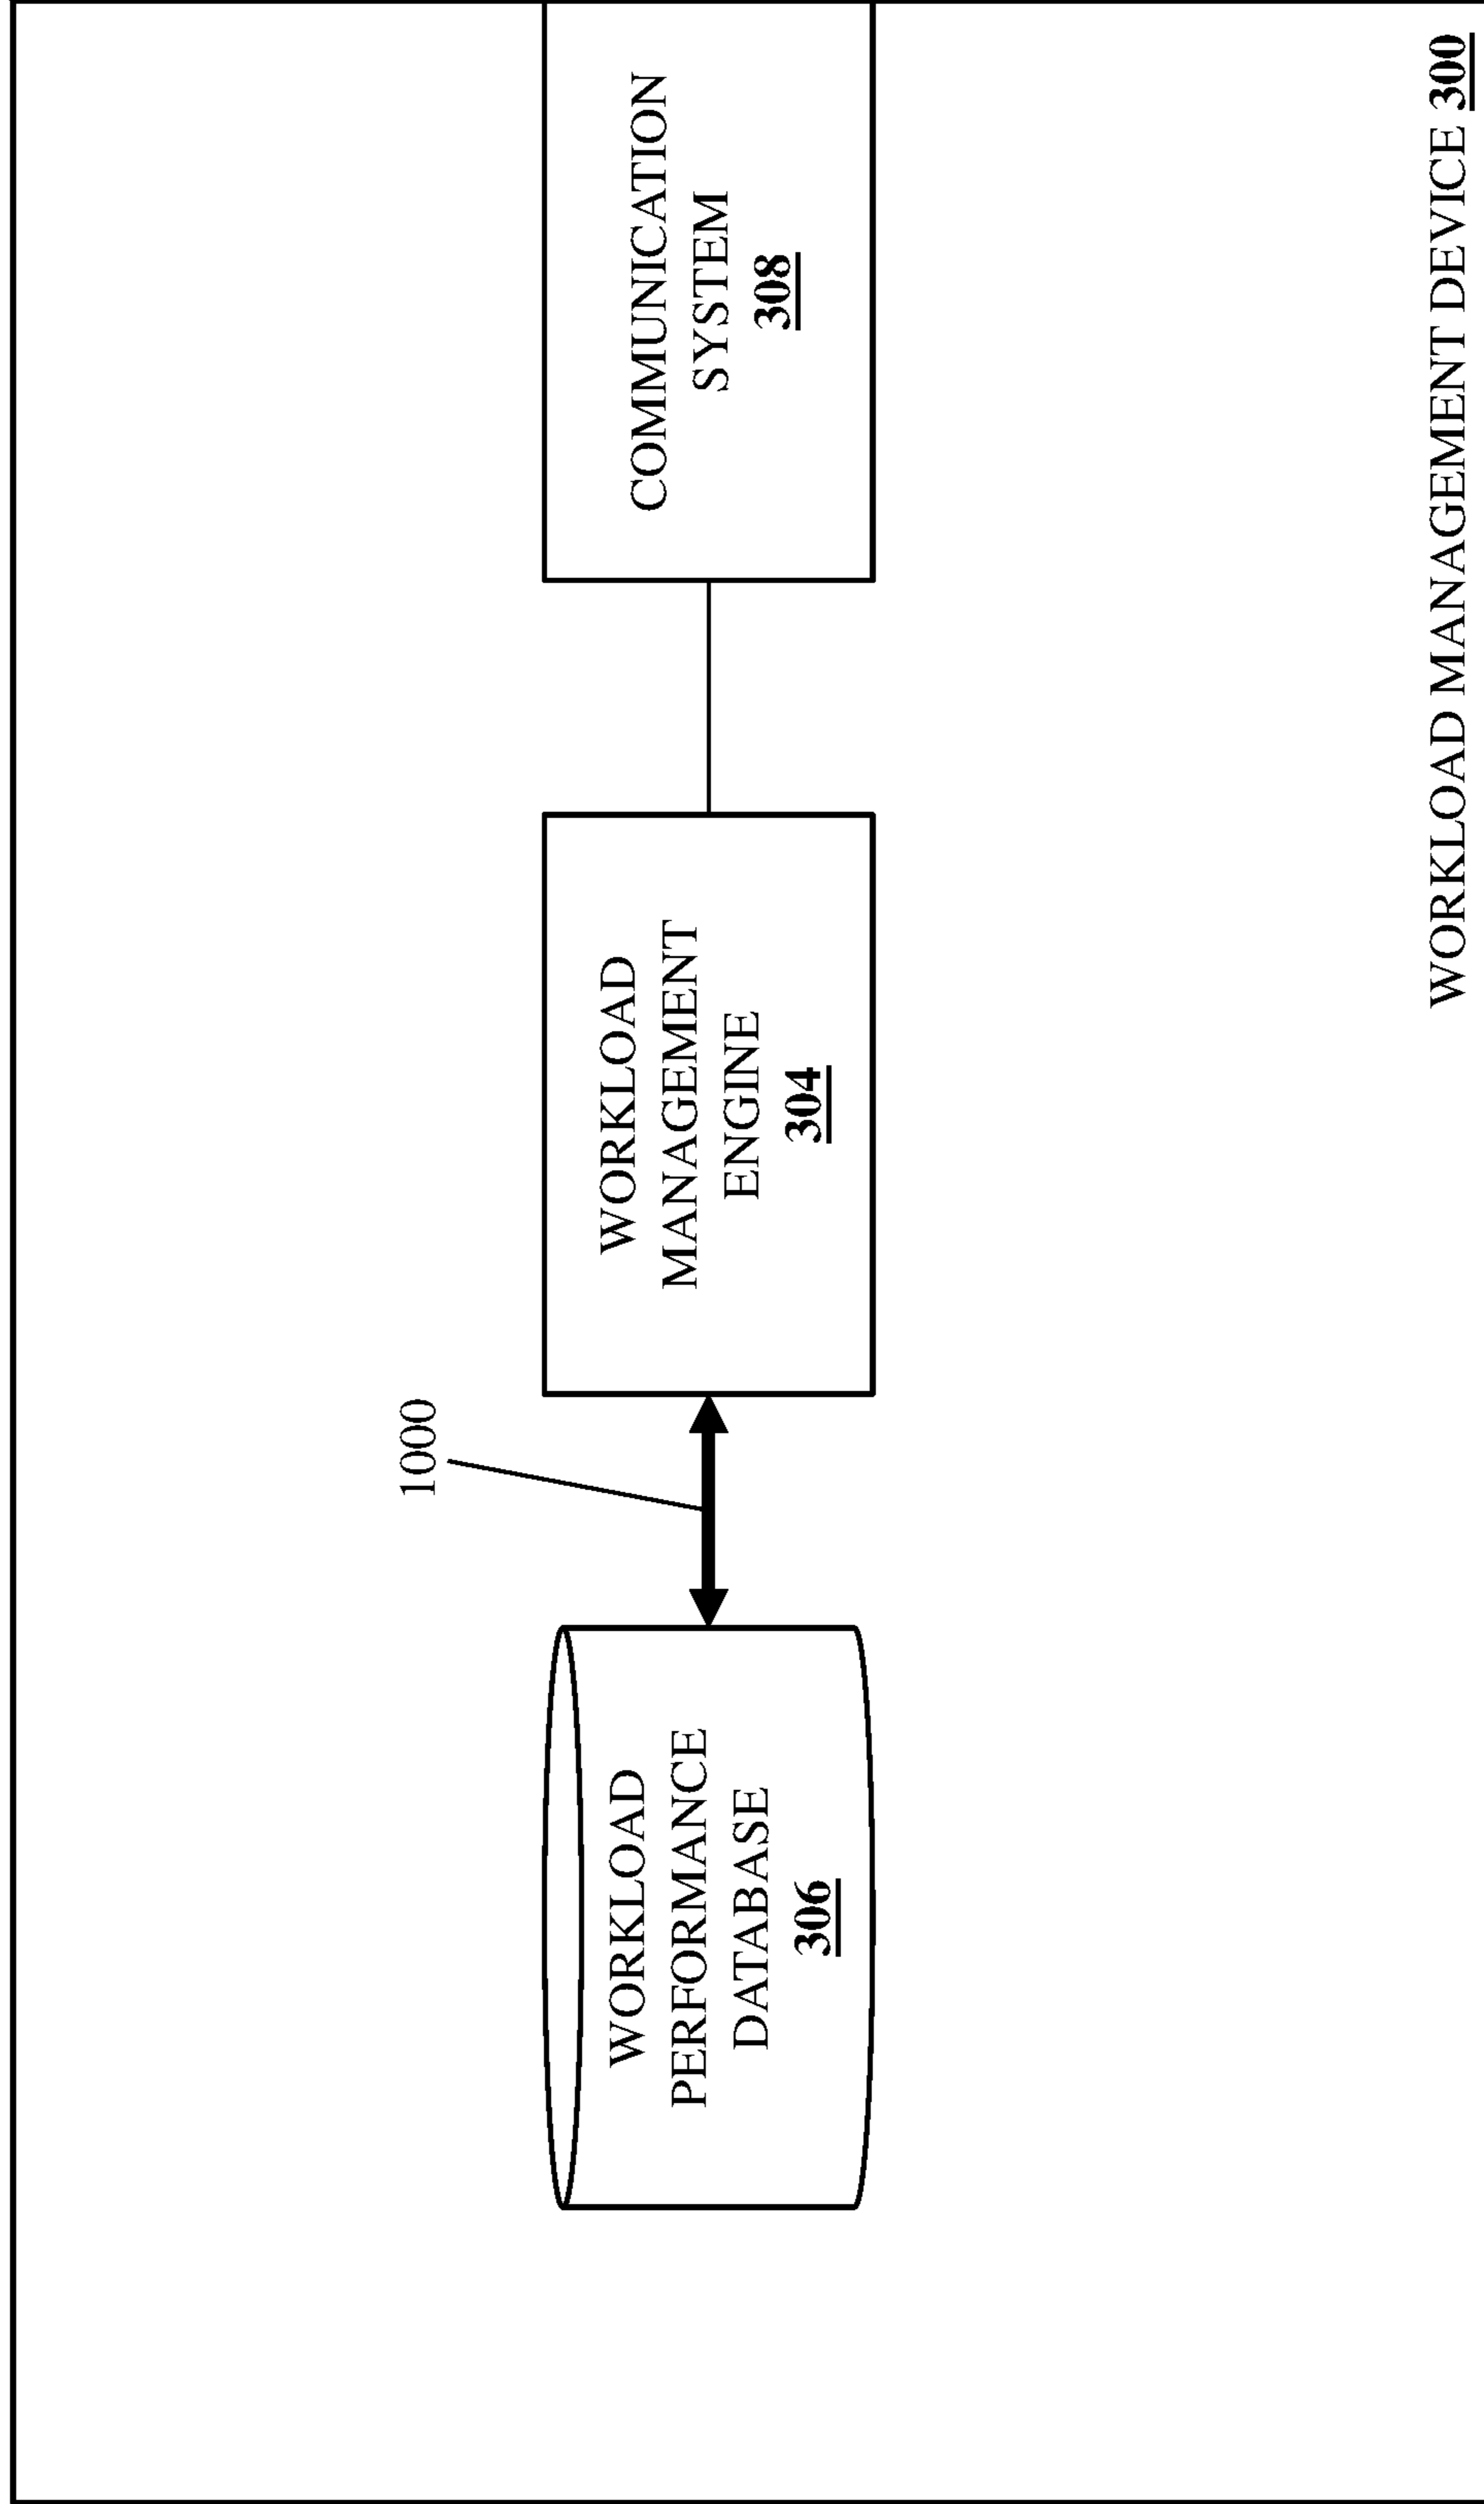 1000
WORKLOAD
PERFORMANCE
DATABASE
306
WORKLOAD
MANAGEMENT
ENGINE
304
COMMUNICATION
SYSTEM
308
WORKLOAD MANAGEMENT DEVICE 300